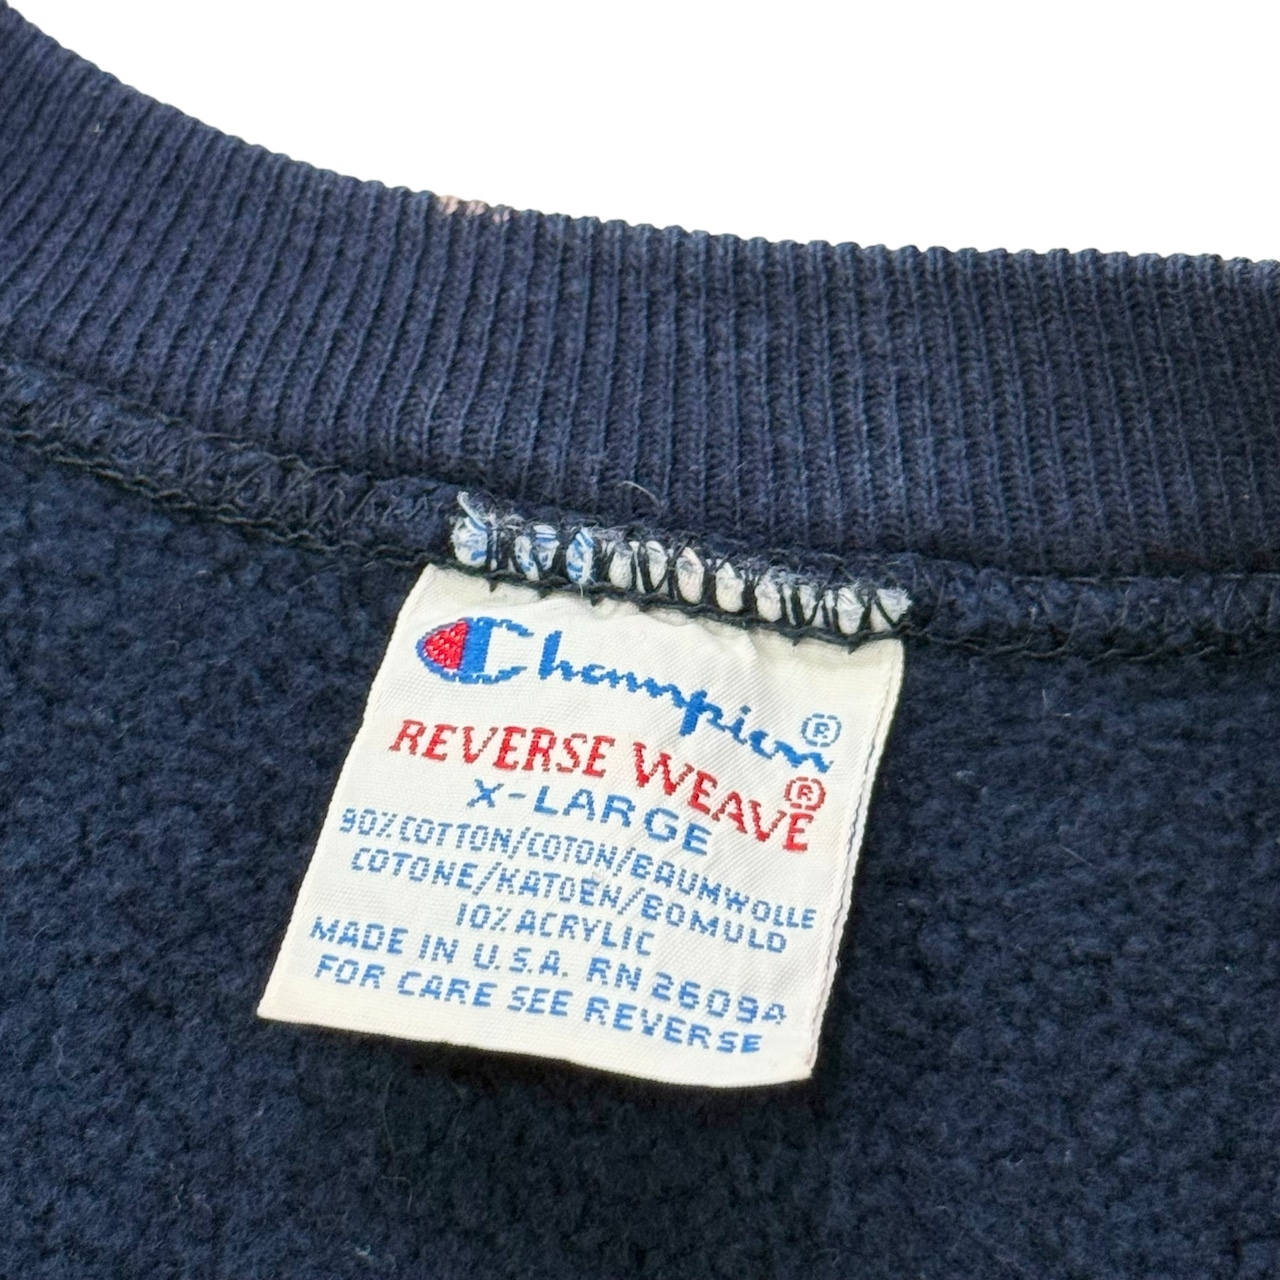 Champion®
REVERSE WEAVE®
X-LARGE
90% COTTON/COTON/BAUMWOLLE
COTONE/KATOEN/BOMULD
10% ACRYLIC
MADE IN U.S.A. RN 26094
FOR CARE SEE REVERSE